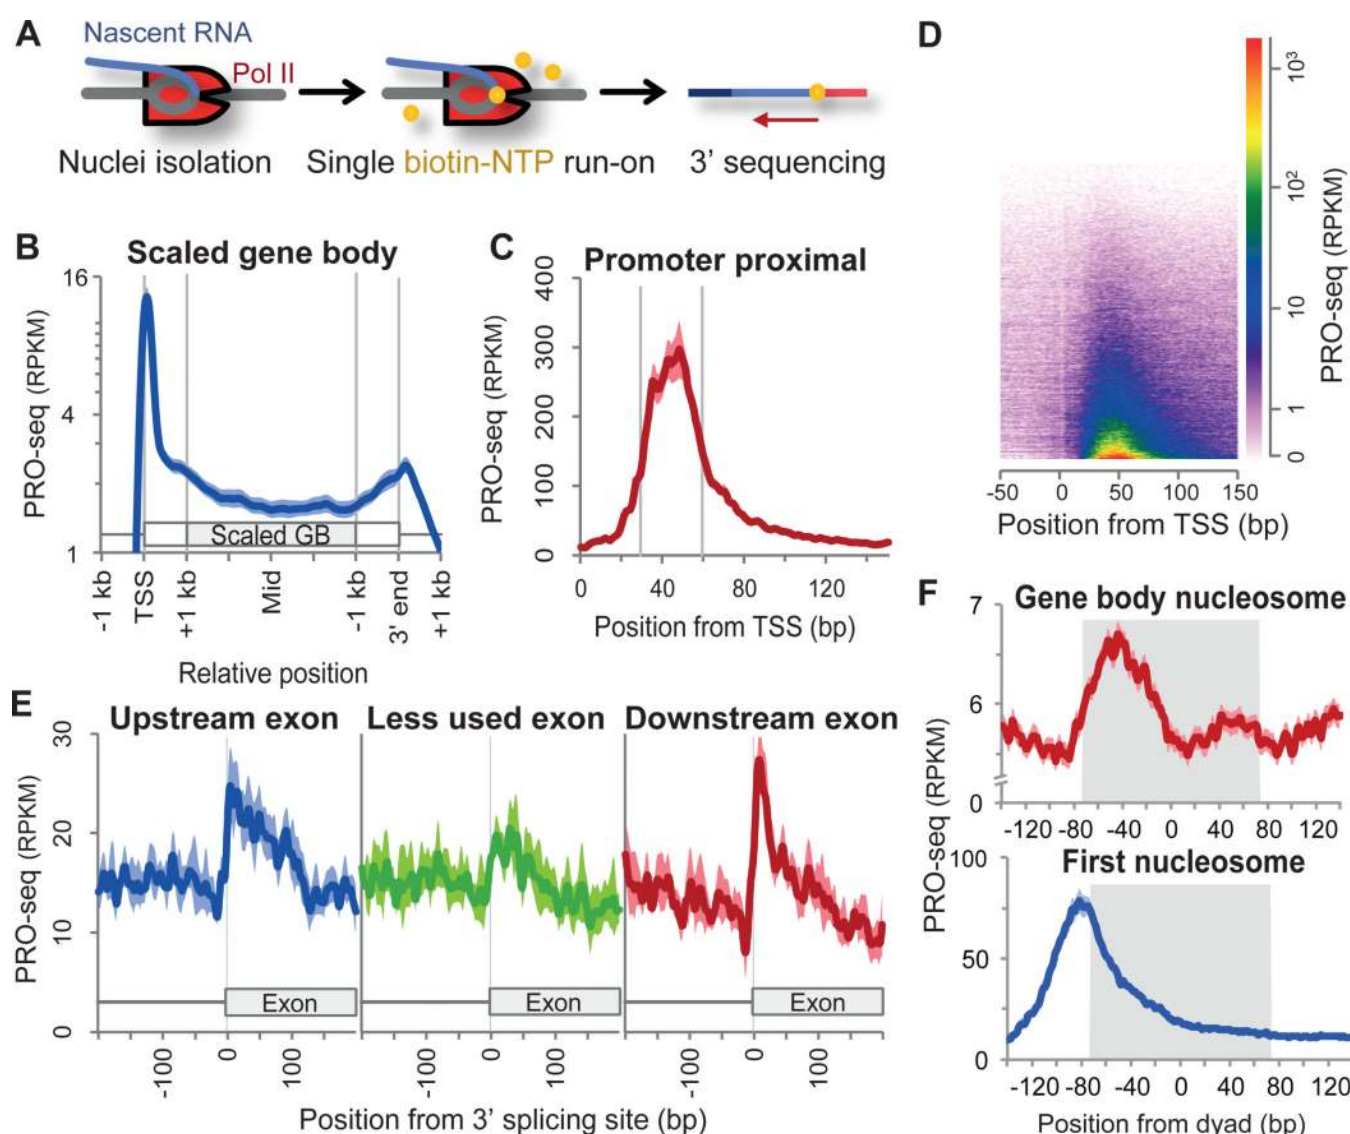 A
Nascent RNA
Pol II
Nuclei isolation
Single biotin-NTP run-on
3' sequencing
B
Scaled gene body
PRO-seq (RPKM)
16
4
1
Scaled GB
-1 kb
TSS
+1 kb
Mid
-1 kb
3' end
+1 kb
Relative position
C
Promoter proximal
PRO-seq (RPKM)
400
300
200
100
0
0
40
80
120
Position from TSS (bp)
D
10³
10²
10
1
0
PRO-seq (RPKM)
-50
0
50
100
150
Position from TSS (bp)
E
Upstream exon
Less used exon
Downstream exon
PRO-seq (RPKM)
30
20
10
0
Exon
Exon
Exon
-100
0
100
-100
0
100
-100
0
100
Position from 3' splicing site (bp)
F
Gene body nucleosome
7
6
0
-120
-80
-40
0
40
80
120
PRO-seq (RPKM)
First nucleosome
100
50
0
-120
-80
-40
0
40
80
120
Position from dyad (bp)